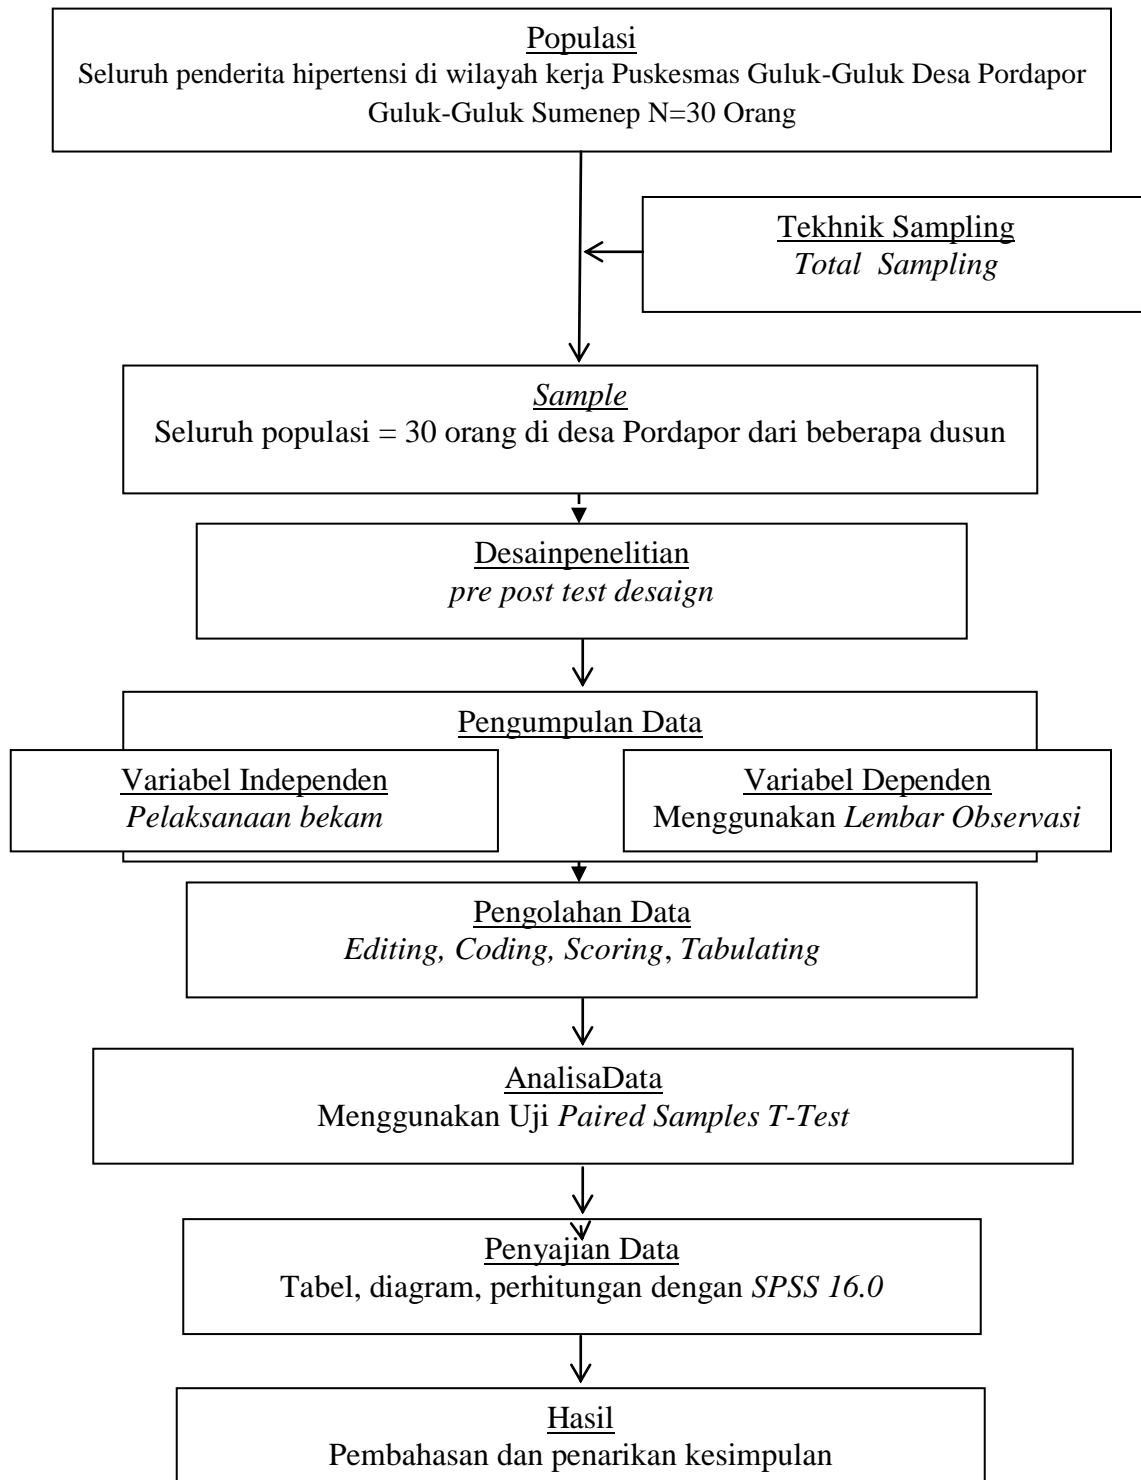 Populasi
Seluruh penderita hipertensi di wilayah kerja Puskesmas Guluk-Guluk Desa Pordapor
Guluk-Guluk Sumenep N=30 Orang
Tekhnik Sampling
Total Sampling
Sample
Seluruh populasi = 30 orang di desa Pordapor dari beberapa dusun
Desainpenelitian
pre post test desaign
Pengumpulan Data
Variabel Independen
Pelaksanaan bekam
Variabel Dependen
Menggunakan Lembar Observasi
Pengolahan Data
Editing, Coding, Scoring, Tabulating
AnalisaData
Menggunakan Uji Paired Samples T-Test
Penyajian Data
Tabel, diagram, perhitungan dengan SPSS 16.0
Hasil
Pembahasan dan penarikan kesimpulan